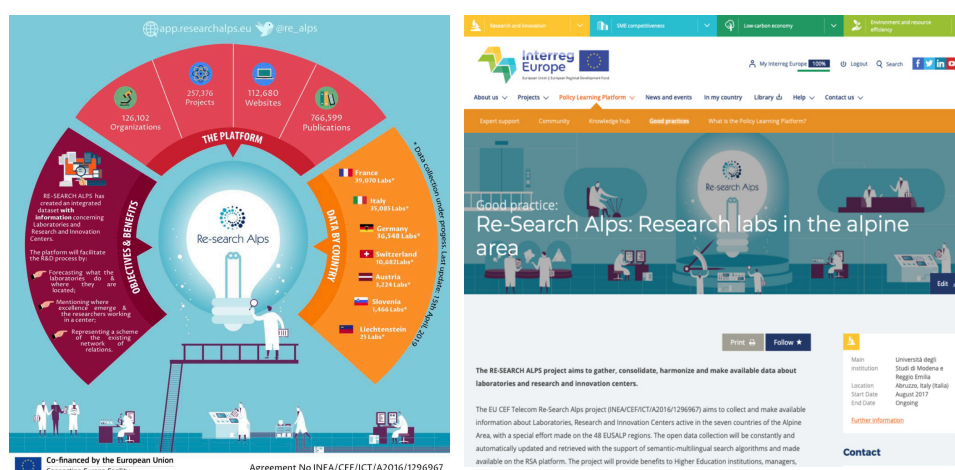 app.researchalps.eu @re_alps
126,102
Organizations
257,376
Projects
112,680
Websites
766,599
Publications
THE PLATFORM
RE-SEARCH ALPS has
created an integrated
dataset with
information concerning
Laboratories and
Research and Innovation
Centers.
The platform will facilitate
the R&D process by:
Forecasting what the
laboratories do &
where they are
located;
Mentioning where
excellence emerge &
the researchers working
in a center;
Representing a scheme
of the existing
network of
relations.
OBJECTIVES & BENEFITS
Re-search Alps
DATA BY COUNTRY
France
39,070 Labs*
Italy
35,085 Labs*
Germany
36,548 Labs*
Switzerland
10,682Labs*
Austria
3,224 Labs*
Slovenia
1,466 Labs*
Liechtenstein
25 Labs*
* Data collection under progess. Last update: 15th April, 2019
Co-financed by the European Union
Agreement No INEA/CEF/ICT/A2016/1296967
Research and innovation
SME competitiveness
Low-carbon economy
Environment and resource
efficiency
Interreg
Europe
European Union | European Regional Development Fund
My Interreg Europe 100% Logout Search
About us Projects Policy Learning Platform News and events In my country Library Help Contact us
Expert support Community Knowledge hub Good practices What is the Policy Learning Platform?
Re-search Alps
Good practice:
Re-Search Alps: Research labs in the alpine
area
Edit
Print Follow
The RE-SEARCH ALPS project aims to gather, consolidate, harmonize and make available data about
laboratories and research and innovation centers.
The EU CEF Telecom Re-Search Alps project (INEA/CEF/ICT/A2016/1296967) aims to collect and make available
information about Laboratories, Research and Innovation Centers active in the seven countries of the Alpine
Area, with a special effort made on the 48 EUSALP regions. The open data collection will be constantly and
automatically updated and retrieved with the support of semantic-multilingual search algorithms and made
available on the RSA platform. The project will provide benefits to Higher Education institutions, managers,
Main
Institution
Università degli
Studi di Modena e
Reggio Emilia
Location Abruzzo, Italy (Italia)
Start Date August 2017
End Date Ongoing
Further information
Contact